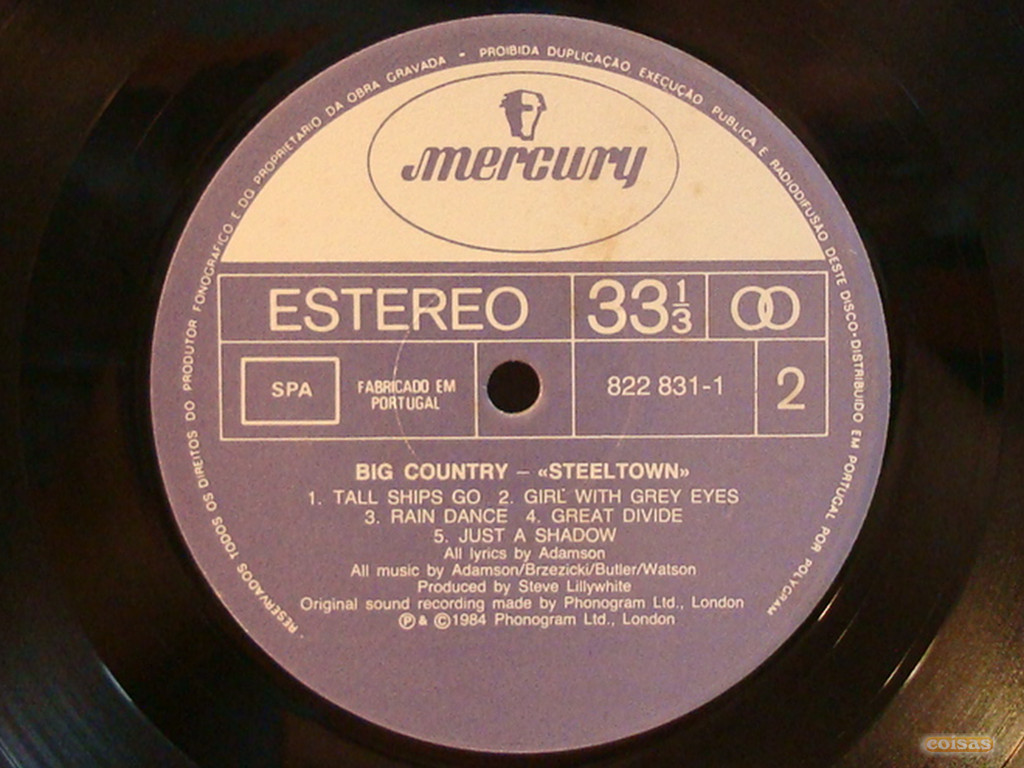 RESERVADOS TODOS OS DIREITOS DO PRODUTOR FONOGRAFICO E DO PROPRIETARIO DA OBRA GRAVADA - PROIBIDA DUPLICAÇÃO, EXECUÇÃO PUBLICA E RADIODIFUSÃO DESTE DISCO·DISTRIBUIDO EM PORTUGAL POR POLYGRAM
mercury
ESTEREO 33 1/3
SPA
FABRICADO EM
PORTUGAL
822 831-1
2
BIG COUNTRY – «STEELTOWN»
1. TALL SHIPS GO 2. GIRL WITH GREY EYES
3. RAIN DANCE 4. GREAT DIVIDE
5. JUST A SHADOW
All lyrics by Adamson
All music by Adamson/Brzezicki/Butler/Watson
Produced by Steve Lillywhite
Original sound recording made by Phonogram Ltd., London
℗ & ©1984 Phonogram Ltd., London
coisas